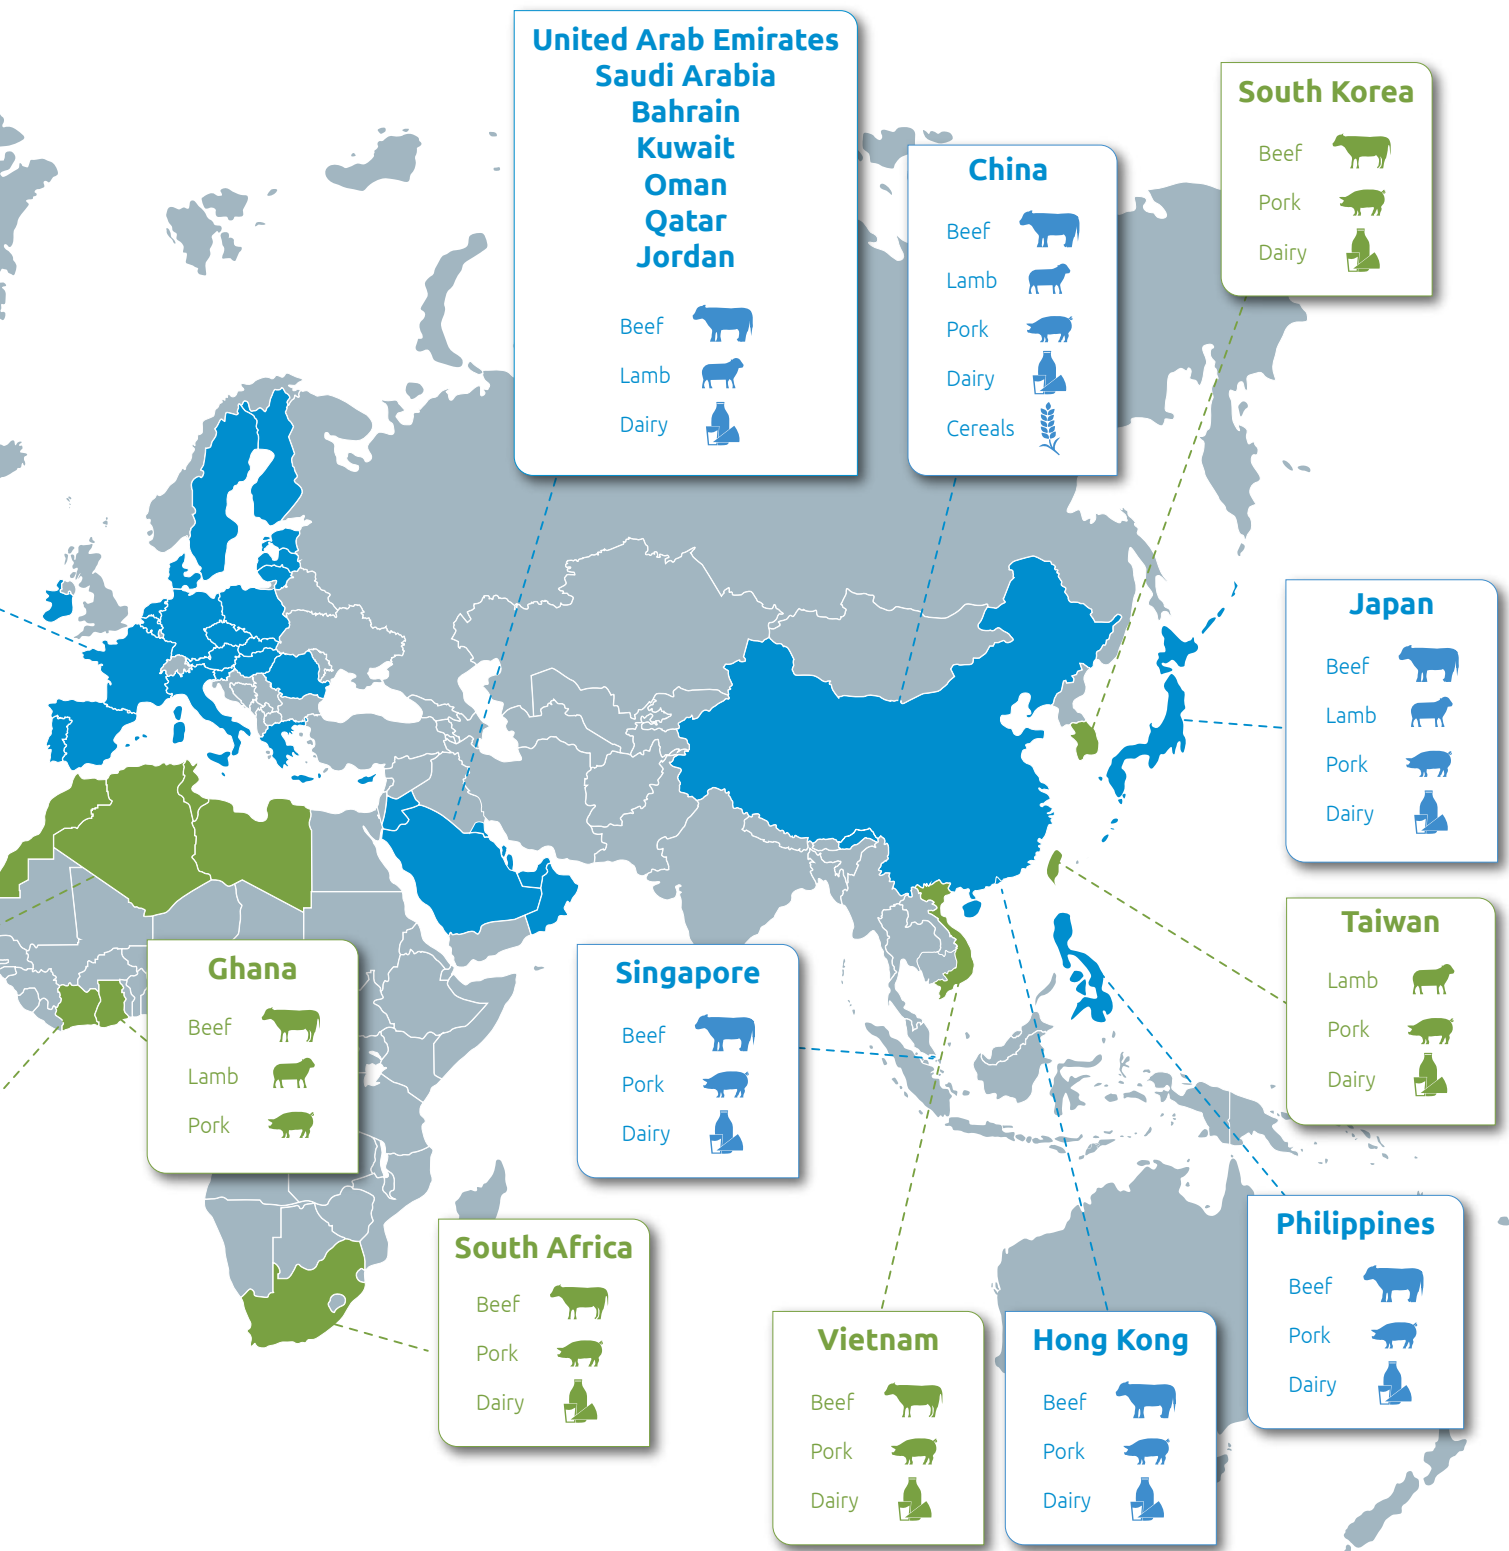 United Arab Emirates
Saudi Arabia
Bahrain
Kuwait
Oman
Qatar
Jordan
Beef
Lamb
Dairy
China
Beef
Lamb
Pork
Dairy
Cereals
South Korea
Beef
Pork
Dairy
Japan
Beef
Lamb
Pork
Dairy
Taiwan
Lamb
Pork
Dairy
Ghana
Beef
Lamb
Pork
Singapore
Beef
Pork
Dairy
South Africa
Beef
Pork
Dairy
Vietnam
Beef
Pork
Dairy
Hong Kong
Beef
Pork
Dairy
Philippines
Beef
Pork
Dairy